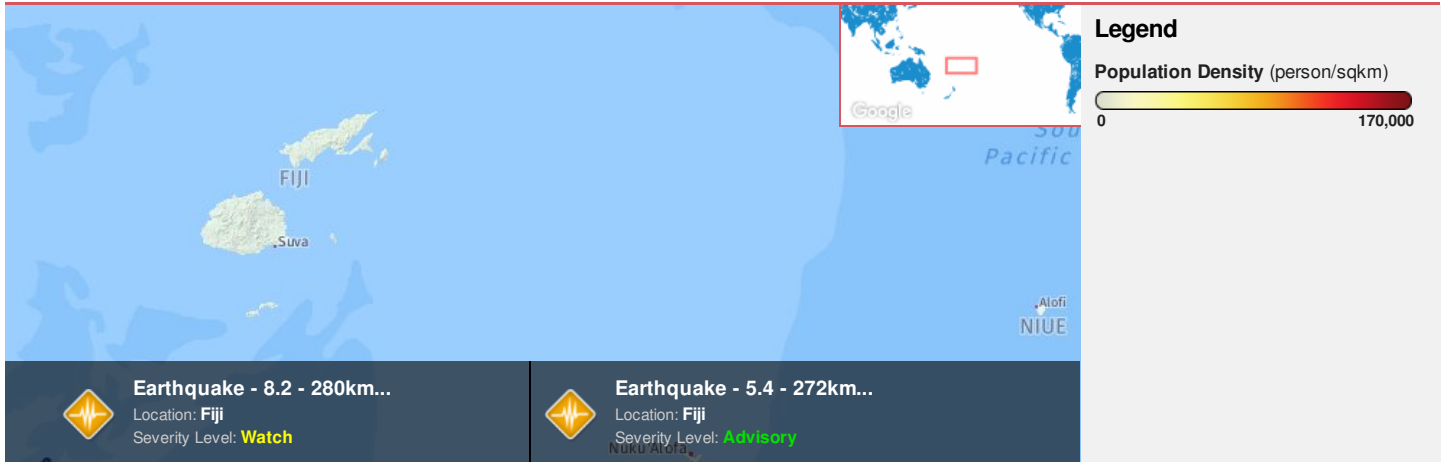 Google
Sou
Pacific
FIJI
Suva
Alofi
NIUE
Earthquake - 8.2 - 280km...
Location: Fiji
Severity Level: Watch
Earthquake - 5.4 - 272km...
Location: Fiji
Severity Level: Advisory
Nuku'Alofa
Legend
Population Density (person/sqkm)
0
170,000